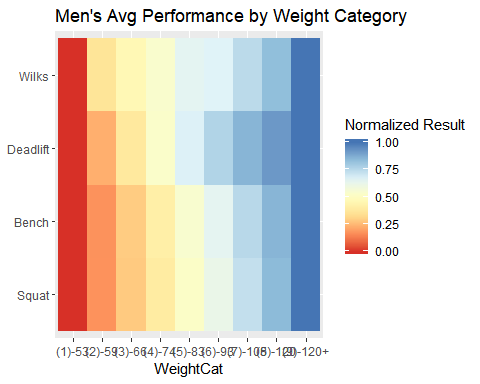 Men's Avg Performance by Weight Category
Wilks
Deadlift
Bench
Squat
Normalized Result
1.00
0.75
0.50
0.25
0.00
(1)-53
WeightCat